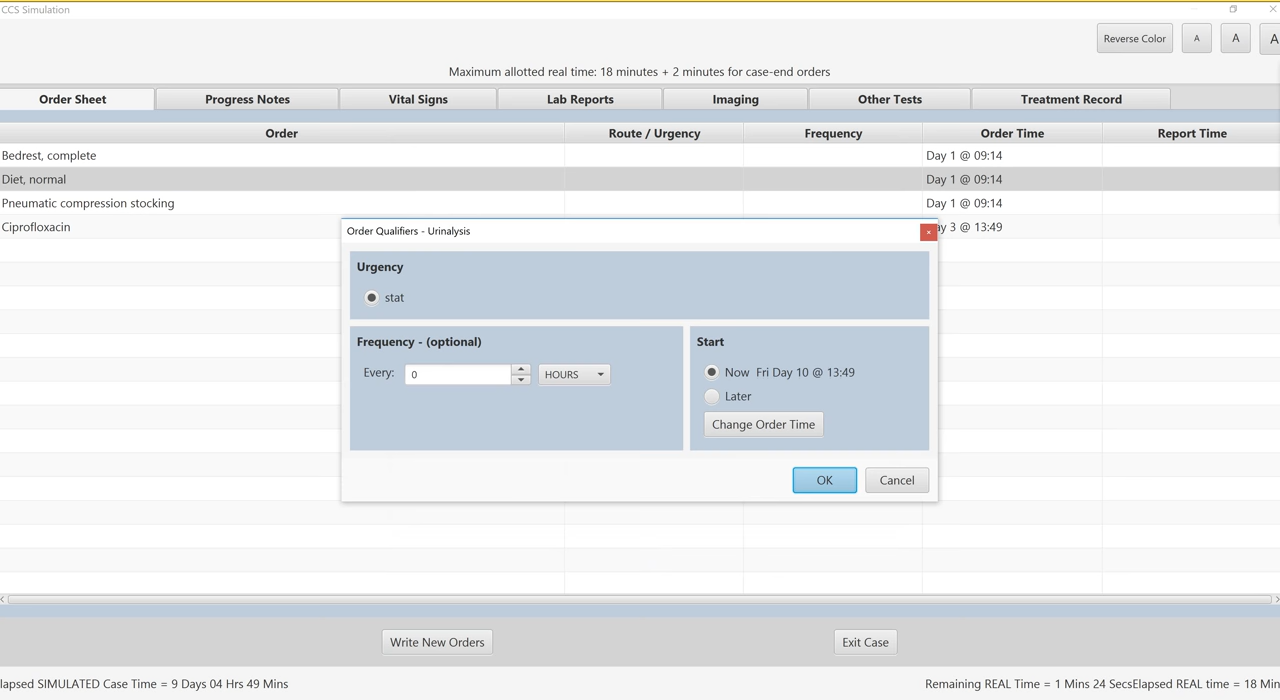 CCS Simulation
Reverse Color A A A
Maximum allotted real time: 18 minutes + 2 minutes for case-end orders
Order Sheet Progress Notes Vital Signs Lab Reports Imaging Other Tests Treatment Record
Order Route / Urgency Frequency Order Time Report Time
Bedrest, complete Day 1 @ 09:14
Diet, normal Day 1 @ 09:14
Pneumatic compression stocking Day 1 @ 09:14
Ciprofloxacin ay 3 @ 13:49
Order Qualifiers - Urinalysis
Urgency
stat
Frequency - (optional)
Every: 0 HOURS
Start
Now Fri Day 10 @ 13:49
Later
Change Order Time
OK Cancel
Write New Orders Exit Case
lapsed SIMULATED Case Time = 9 Days 04 Hrs 49 Mins
Remaining REAL Time = 1 Mins 24 SecsElapsed REAL time = 18 Min